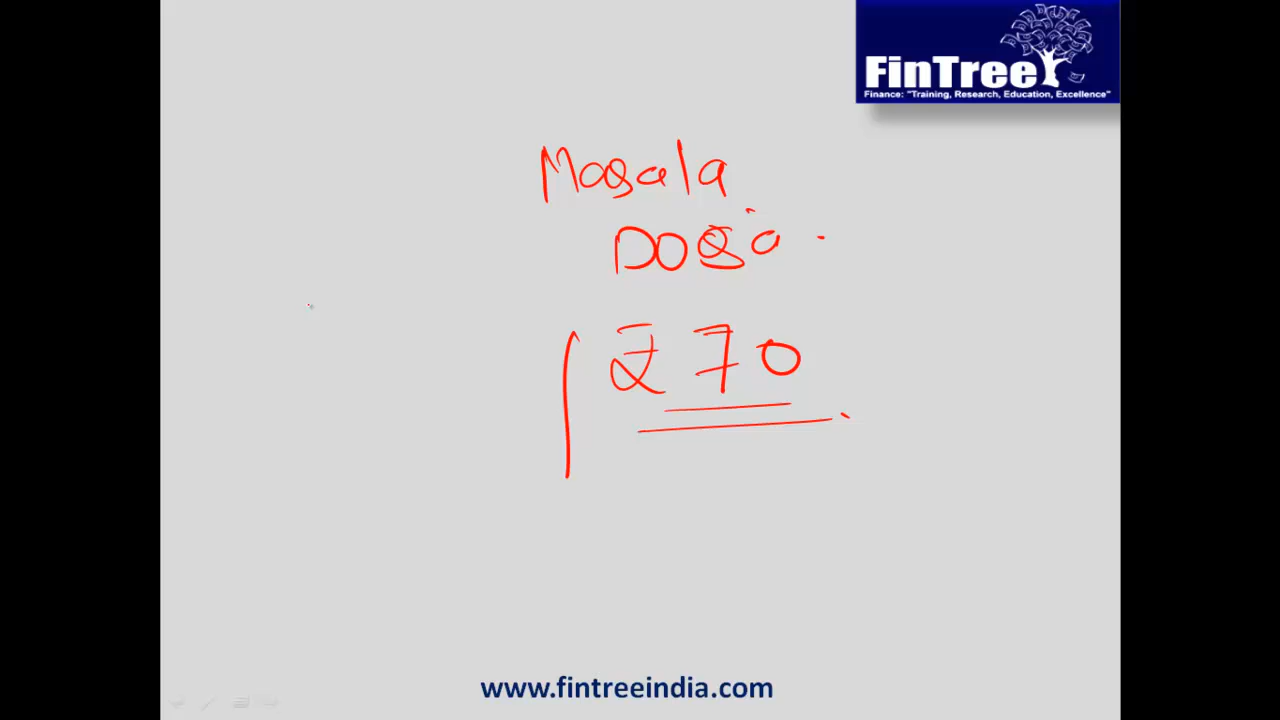 FinTree
Finance: "Training, Research, Education, Excellence"
Masala
Dosa
₹ 70
www.fintreeindia.com